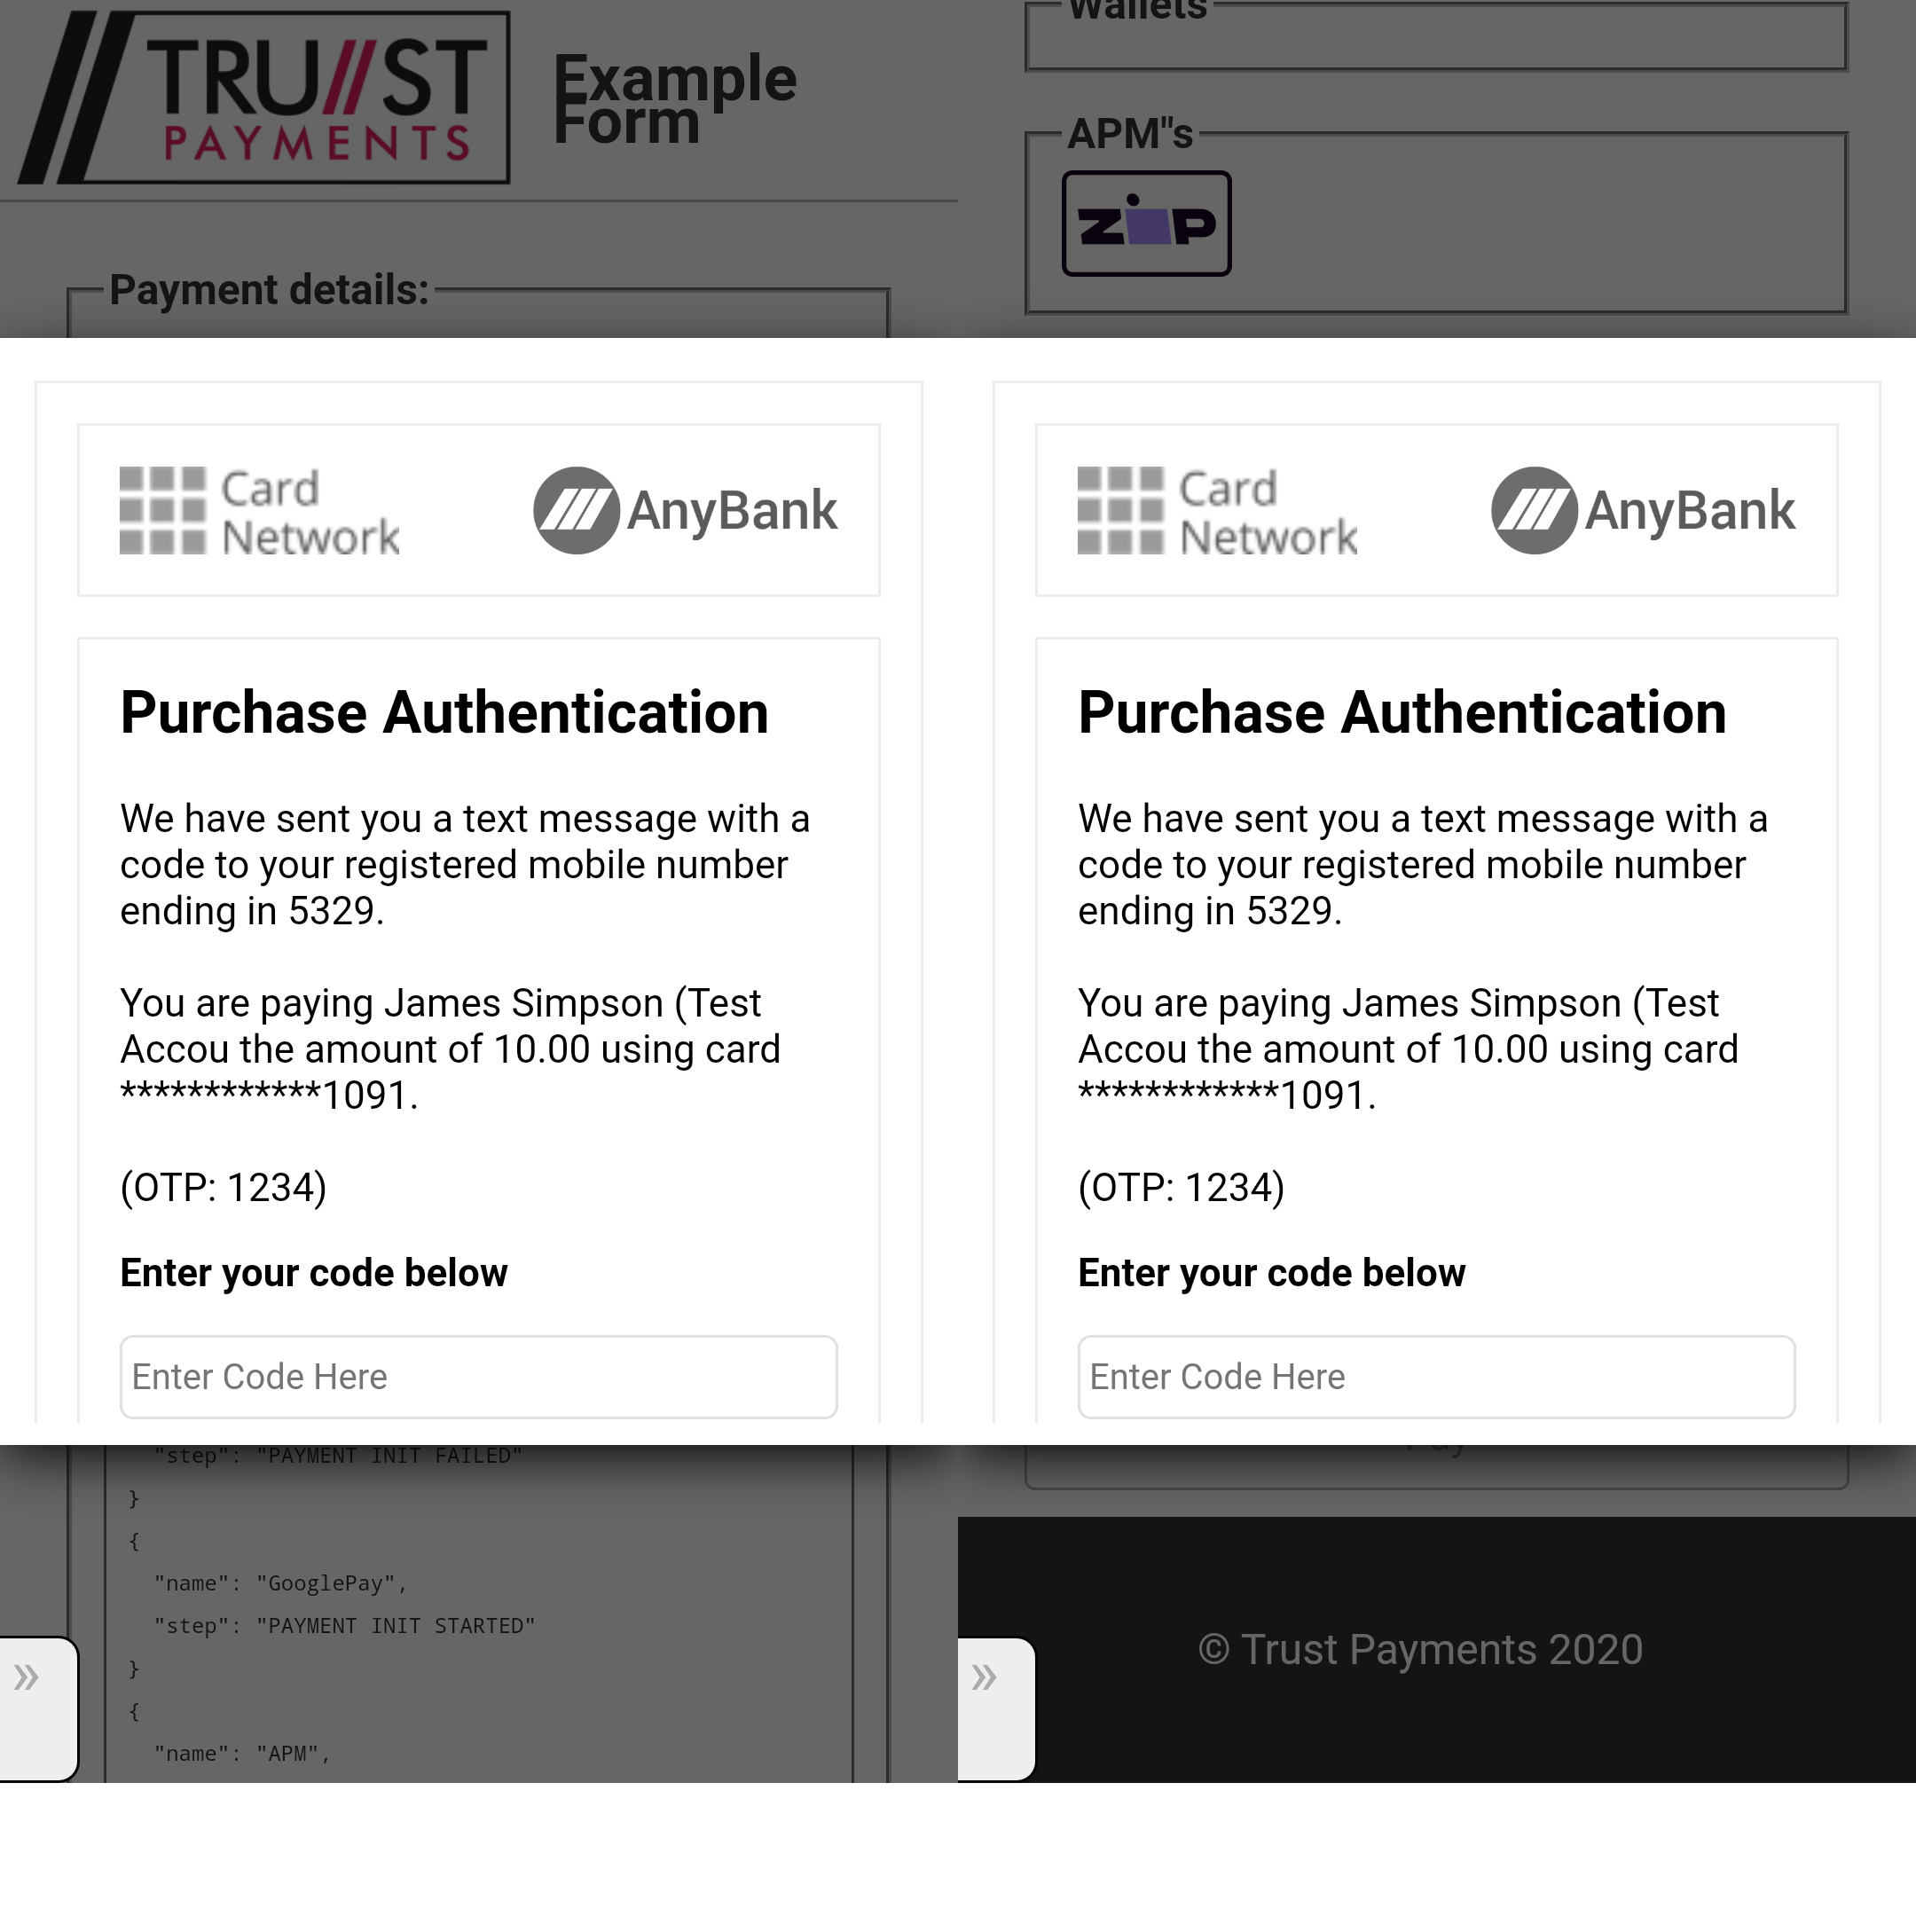 TRU//ST
PAYMENTS
Example
Form
Payment details:
Card
Network
AnyBank
Purchase Authentication
We have sent you a text message with a
code to your registered mobile number
ending in 5329.
You are paying James Simpson (Test
Accou the amount of 10.00 using card
************1091.
(OTP: 1234)
Enter your code below
Enter Code Here
"step": "PAYMENT INIT FAILED"
}
{
"name": "GooglePay",
"step": "PAYMENT INIT STARTED"
}
{
"name": "APM",
»
Wallets
APM"s
ZIP
Card
Network
AnyBank
Purchase Authentication
We have sent you a text message with a
code to your registered mobile number
ending in 5329.
You are paying James Simpson (Test
Accou the amount of 10.00 using card
************1091.
(OTP: 1234)
Enter your code below
Enter Code Here
Pay
© Trust Payments 2020
»